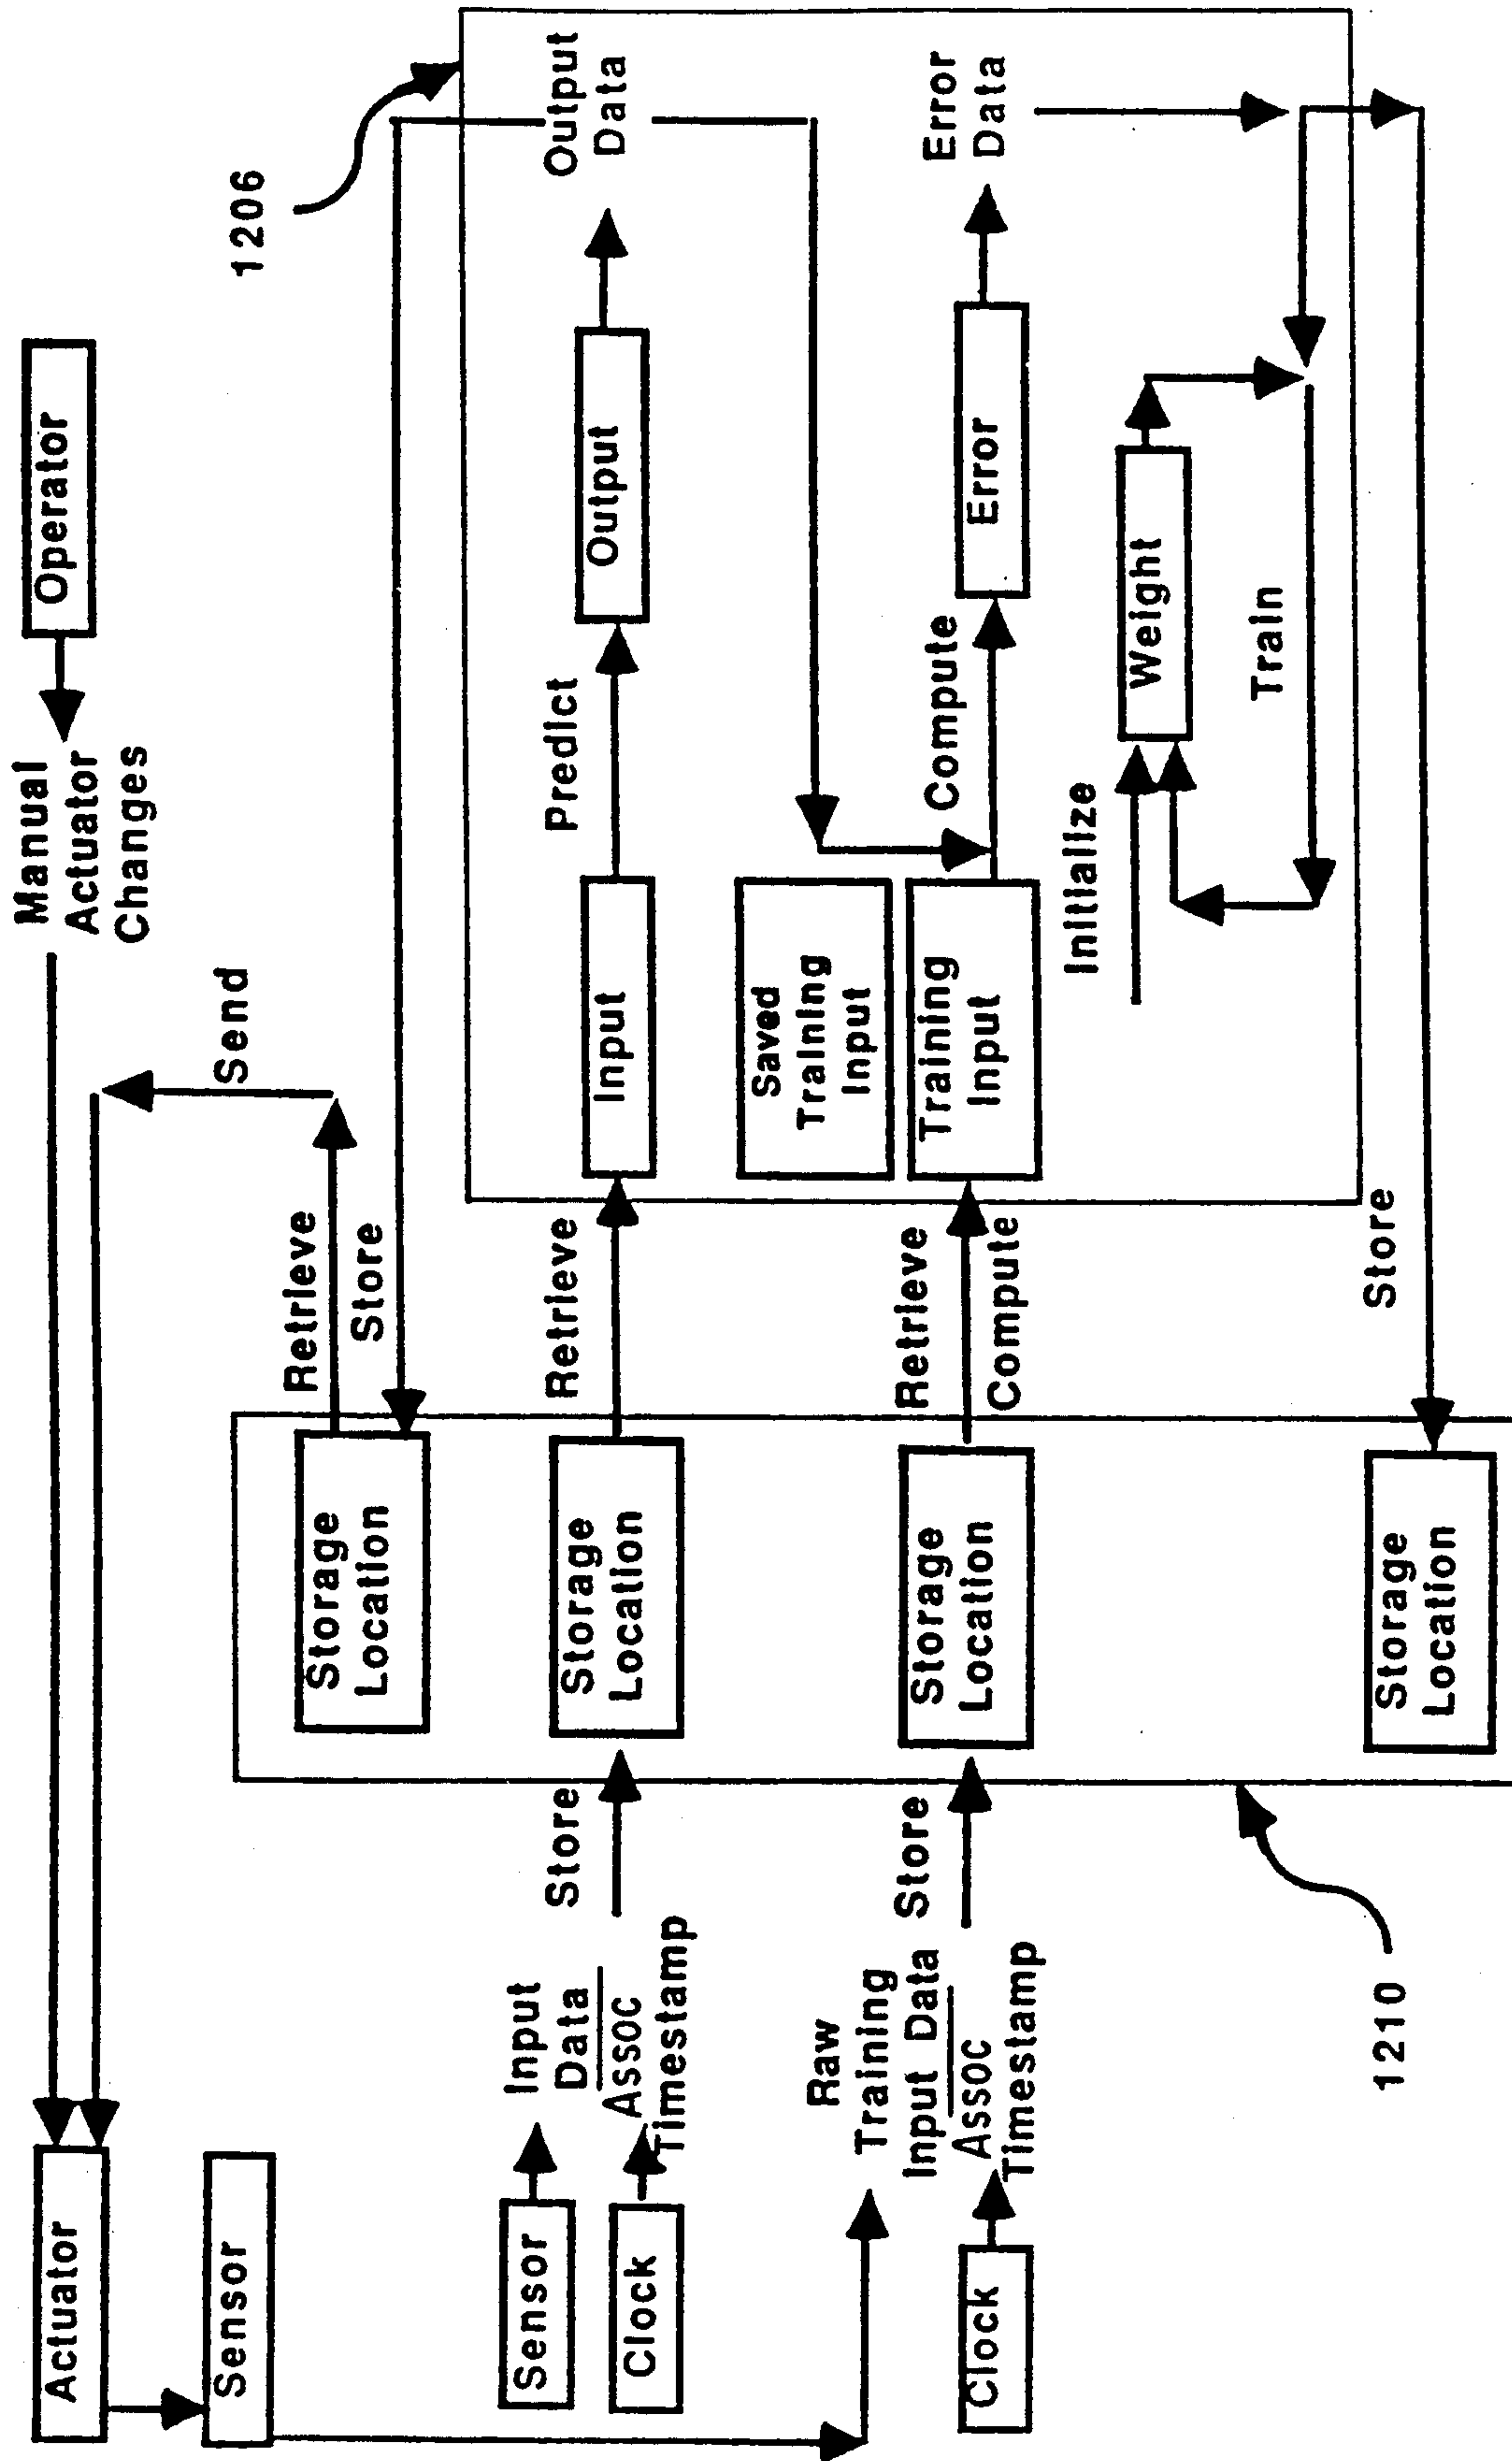 Actuator
Manual
Actuator
Changes
Operator
Sensor
Send
1206
Retrieve
Store
Storage
Location
Sensor
Input
Data
Clock
Assoc
Timestamp
Store
Storage
Location
Retrieve
Input
Predict
Output
Output
Data
Saved
Training
Input
Raw
Training
Input Data
Clock
Assoc
Timestamp
Store
Storage
Location
Retrieve
Compute
Training
Input
Compute
Error
Error
Data
Initialize
Weight
Train
Store
Storage
Location
1210